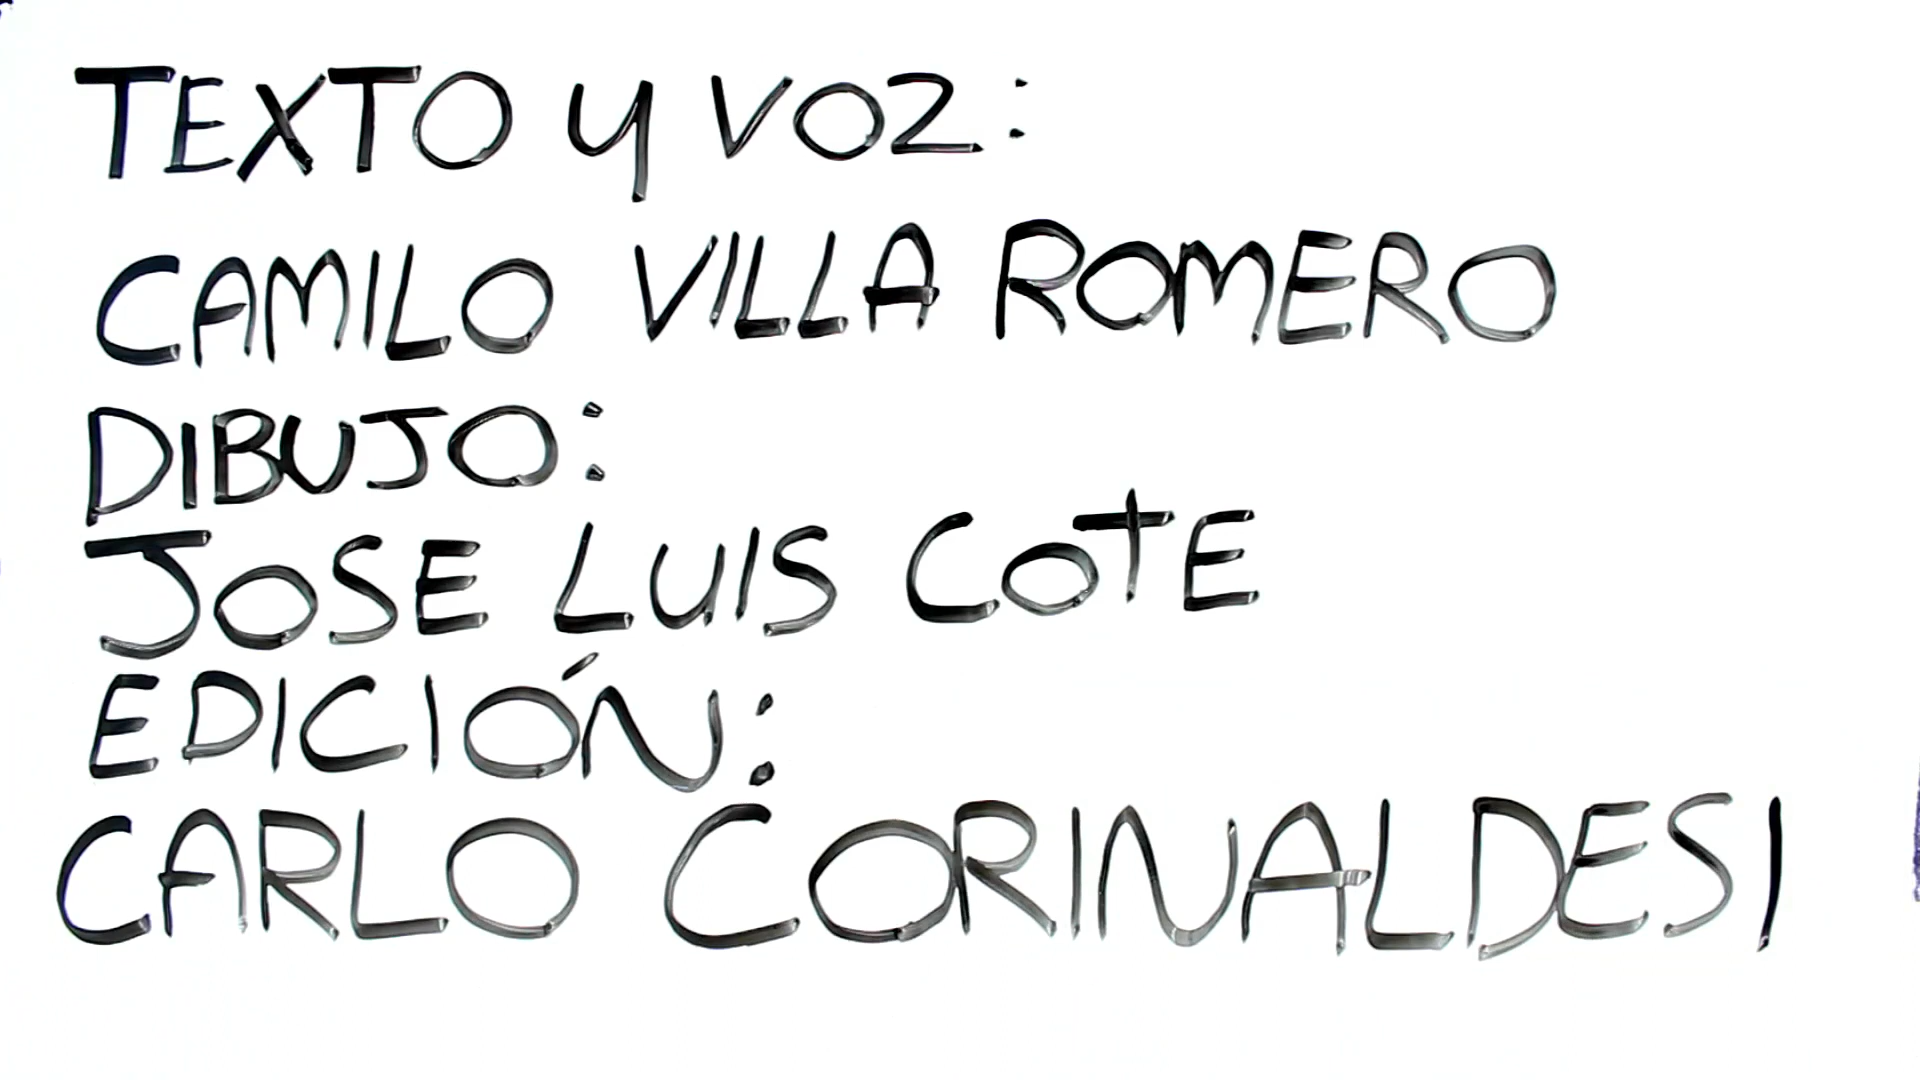 TEXTO Y VOZ:
CAMILO VILLA ROMERO
DIBUJO:
JOSE LUIS COTE
EDICIÓN:
CARLO CORINALDESI